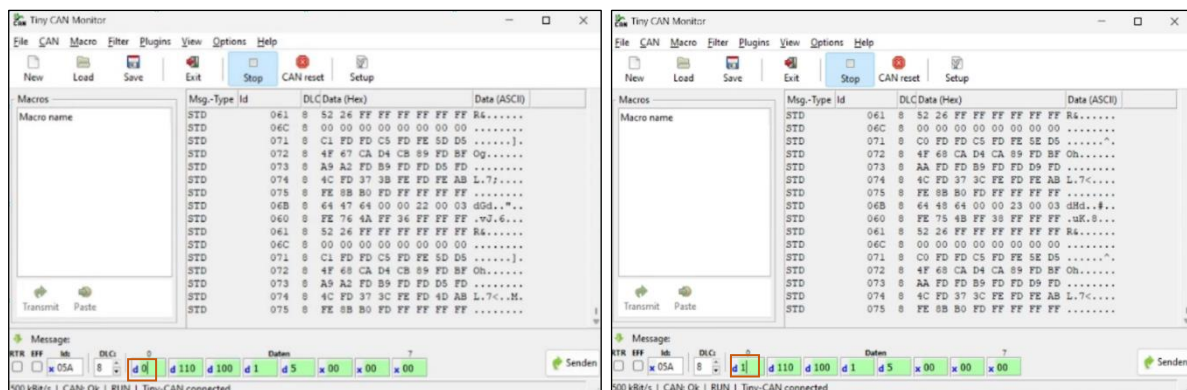 Tiny CAN Monitor
File CAN Macro Filter Plugins View Options Help
New Load Save Exit Stop CAN reset Setup
Macros
Macro name
Msg.-Type Id DLC Data (Hex) Data (ASCII)
STD 061 8 52 26 FF FF FF FF FF FF R&......
STD 06C 8 00 00 00 00 00 00 00 00 ........
STD 071 8 C1 FD FD C5 FD FE 5D D5 ......].
STD 072 8 4F 67 CA D4 CB 89 FD BF Og......
STD 073 8 A9 A2 FD B9 FD FD D5 FD ........
STD 074 8 4C FD 37 3B FE FD FE AB L.7;....
STD 075 8 FE 8B B0 FD FF FF FF FF ........
STD 06B 8 64 47 64 00 00 22 00 03 dGd.."..
STD 060 8 FE 76 4A FF 36 FF FF FF .vJ.6...
STD 061 8 52 26 FF FF FF FF FF FF R&......
STD 06C 8 00 00 00 00 00 00 00 00 ........
STD 071 8 C1 FD FD C5 FD FE 5D D5 ......].
STD 072 8 4F 68 CA D4 CB 89 FD BF Oh......
STD 073 8 A9 A2 FD B9 FD FD D5 FD ........
STD 074 8 4C FD 37 3C FE FD 4D AB L.7<..M.
STD 075 8 FE 8B B0 FD FF FF FF FF ........
Transmit Paste
Message:
RTR EFF Id: DLC: 0 Daten 7
x 05A 8 d 0 d 110 d 100 d 1 d 5 x 00 x 00 x 00 Senden
500 kBit/s | CAN: Ok | RUN | Tiny-CAN connected
Tiny CAN Monitor
File CAN Macro Filter Plugins View Options Help
New Load Save Exit Stop CAN reset Setup
Macros
Macro name
Msg.-Type Id DLC Data (Hex) Data (ASCII)
STD 061 8 52 26 FF FF FF FF FF FF R&......
STD 06C 8 00 00 00 00 00 00 00 00 ........
STD 071 8 C0 FD FD C5 FD FE 5E D5 ......^.
STD 072 8 4F 68 CA D4 CA 89 FD BF Oh......
STD 073 8 AA FD FD B9 FD FD D9 FD ........
STD 074 8 4C FD 37 3C FE FD FE AB L.7<....
STD 075 8 FE 8B B0 FD FF FF FF FF ........
STD 06B 8 64 48 64 00 00 23 00 03 dHd..#..
STD 060 8 FE 75 4B FF 38 FF FF FF .uK.8...
STD 061 8 52 26 FF FF FF FF FF FF R&......
STD 06C 8 00 00 00 00 00 00 00 00 ........
STD 071 8 C0 FD FD C5 FD FE 5E D5 ......^.
STD 072 8 4F 68 CA D4 CA 89 FD BF Oh......
STD 073 8 AA FD FD B9 FD FD D9 FD ........
STD 074 8 4C FD 37 3C FE FD FE AB L.7<....
STD 075 8 FE 8B B0 FD FF FF FF FF ........
Transmit Paste
Message:
RTR EFF Id: DLC: 0 Daten 7
x 05A 8 d 1 d 110 d 100 d 1 d 5 x 00 x 00 x 00 Senden
500 kBit/s | CAN: Ok | RUN | Tiny-CAN connected